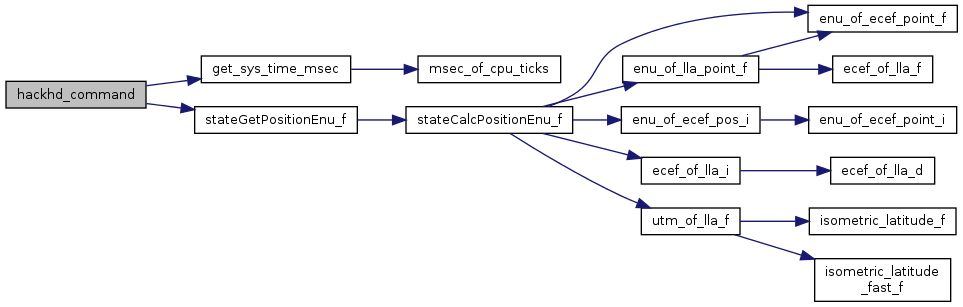 hackhd_command
get_sys_time_msec
msec_of_cpu_ticks
stateGetPositionEnu_f
stateCalcPositionEnu_f
enu_of_ecef_point_f
enu_of_lla_point_f
ecef_of_lla_f
enu_of_ecef_pos_i
enu_of_ecef_point_i
ecef_of_lla_i
ecef_of_lla_d
utm_of_lla_f
isometric_latitude_f
isometric_latitude
_fast_f